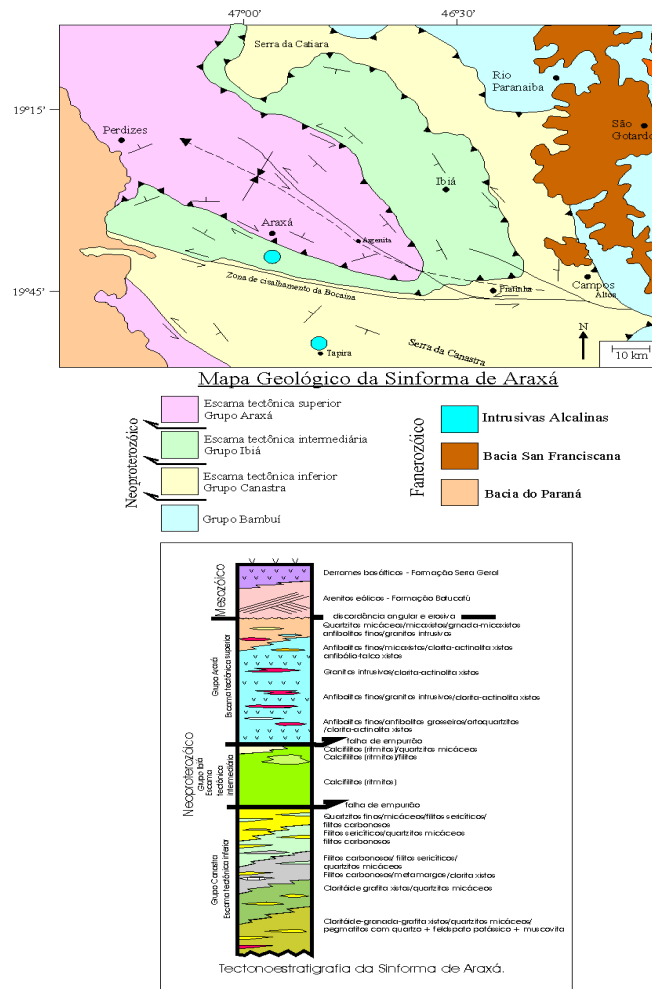 47°00'
46°30'
Serra da Catiara
Rio
Paranaiba
19°15'
São
Gotardo
Perdizes
Ibiá
Araxá
Argenita
Zona de cisalhamento da Bocaina
19°45'
Pratinha
Campos
Altos
Serra da Canastra
Tapira
N
10 km
Mapa Geológico da Sinforma de Araxá
Neoproterozóico
Escama tectônica superior
Grupo Araxá
Escama tectônica intermediária
Grupo Ibiá
Escama tectônica inferior
Grupo Canastra
Grupo Bambuí
Fanerozóico
Intrusivas Alcalinas
Bacia San Franciscana
Bacia do Paraná
Mesozóico
Derrames basálticos - Formação Serra Geral
Arenitos eólicos - Formação Botucatú
discordância angular e erosiva
Neoproterozóico
Grupo Araxá
Escama tectônica superior
Quartzitos micáceos/micaxistos/granada-micaxistos
anfibolitos finos/granitos intrusivos
Anfibolitos finos/micaxistos/clorita-actinolita xistos
anfibólio-talco xistos
Granitos intrusivos/clorita-actinolita xistos
Anfibolitos finos/granitos intrusivos/clorita-actinolita xistos
Anfibolitos finos/anfibolitos grosseiros/ortoquartzitos
/clorita-actinolita xistos
falha de empurrão
Grupo Ibiá
Escama
tectônica
intermediária
Calcifilitos (ritmitos)/quartzitos micáceos
Calcifilitos (ritmitos)/filitos
Calcifilitos (ritmitos)
falha de empurrão
Grupo Canastra
Escama tectônica inferior
Quartzitos finos/micáceos/filitos sericíticos/
filitos carbonosos
Filitos sericíticos/quartzitos micáceos
filitos carbonosos
Filitos carbonosos/ filitos sericíticos/
quartzitos micáceos
Filitos carbonosos/metamargas/clorita xistos
Cloritóide grafita xistos/quartzitos micáceos
Cloritóide-granada-grafita xistos/quartzitos micáceos/
pegmatitos com quartzo + feldspato potássico + muscovita
Tectonoestratigrafia da Sinforma de Araxá.